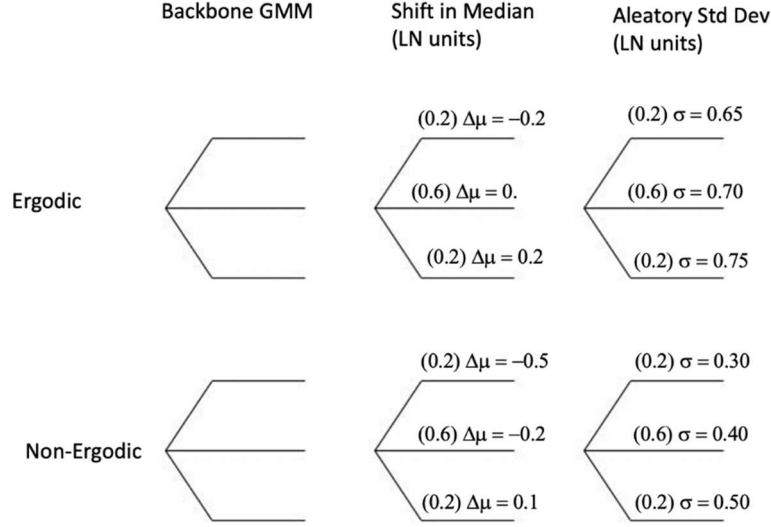 Backbone GMM
Shift in Median
(LN units)
Aleatory Std Dev
(LN units)
Ergodic
(0.2) Δμ = –0.2
(0.6) Δμ = 0.
(0.2) Δμ = 0.2
(0.2) σ = 0.65
(0.6) σ = 0.70
(0.2) σ = 0.75
Non-Ergodic
(0.2) Δμ = –0.5
(0.6) Δμ = –0.2
(0.2) Δμ = 0.1
(0.2) σ = 0.30
(0.6) σ = 0.40
(0.2) σ = 0.50